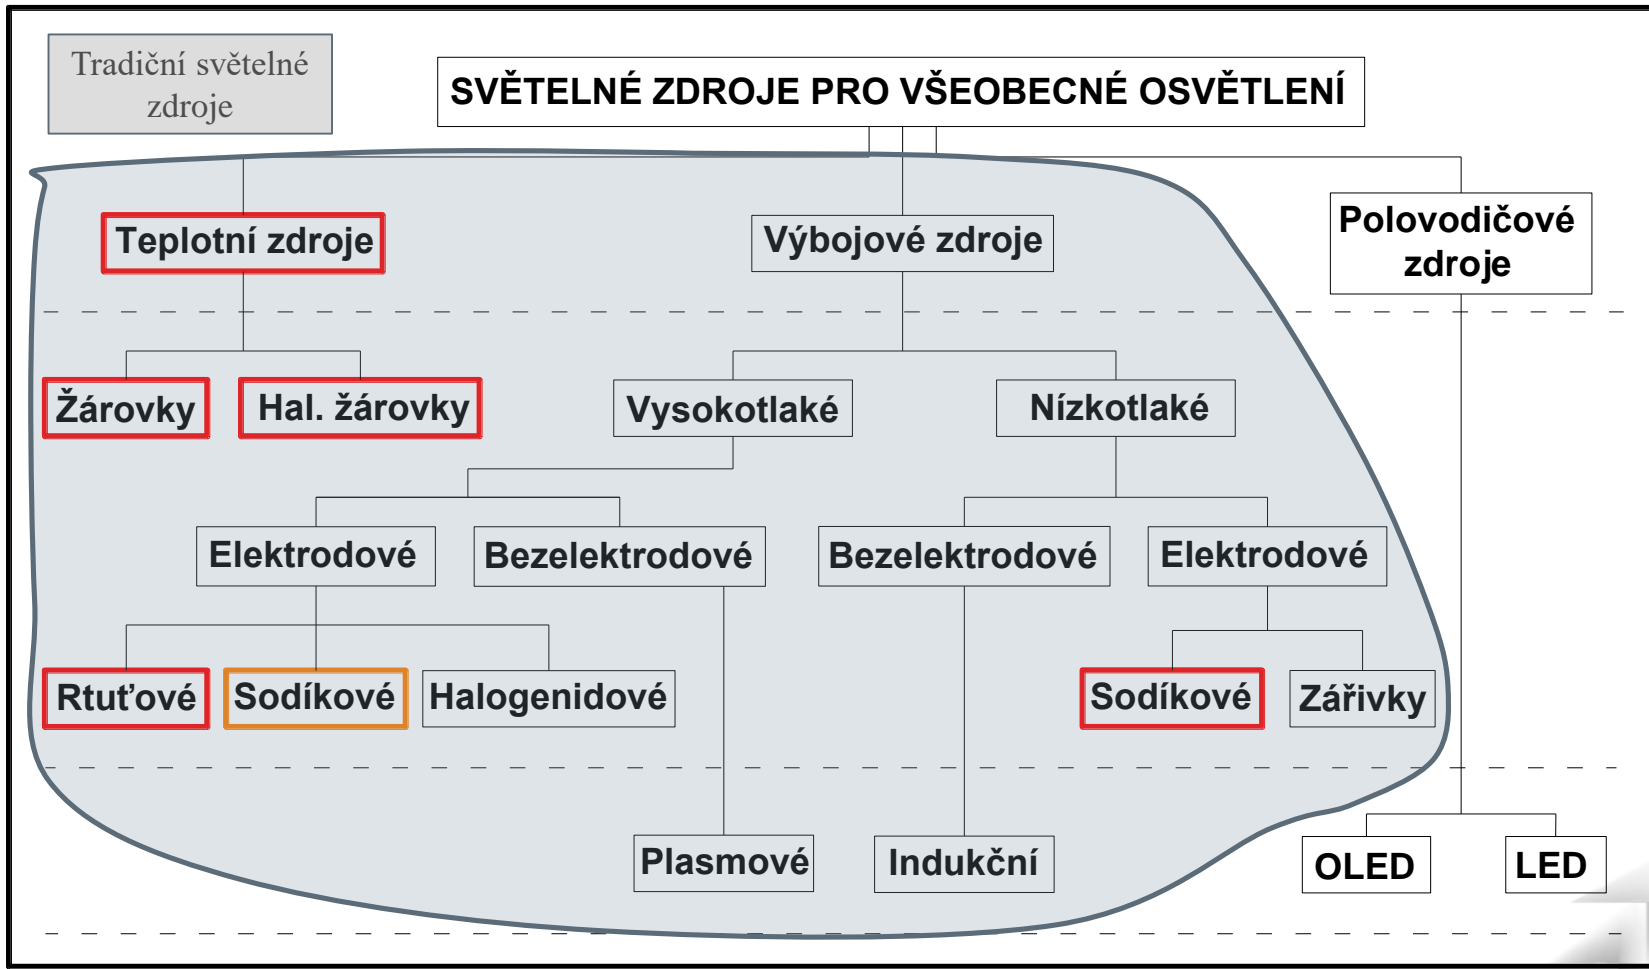 Tradiční světelné
zdroje
SVĚTELNÉ ZDROJE PRO VŠEOBECNÉ OSVĚTLENÍ
Teplotní zdroje
Výbojové zdroje
Polovodičové
zdroje
Žárovky
Hal. žárovky
Vysokotlaké
Nízkotlaké
Elektrodové
Bezelektrodové
Bezelektrodové
Elektrodové
Rtuťové
Sodíkové
Halogenidové
Sodíkové
Zářivky
Plasmové
Indukční
OLED
LED